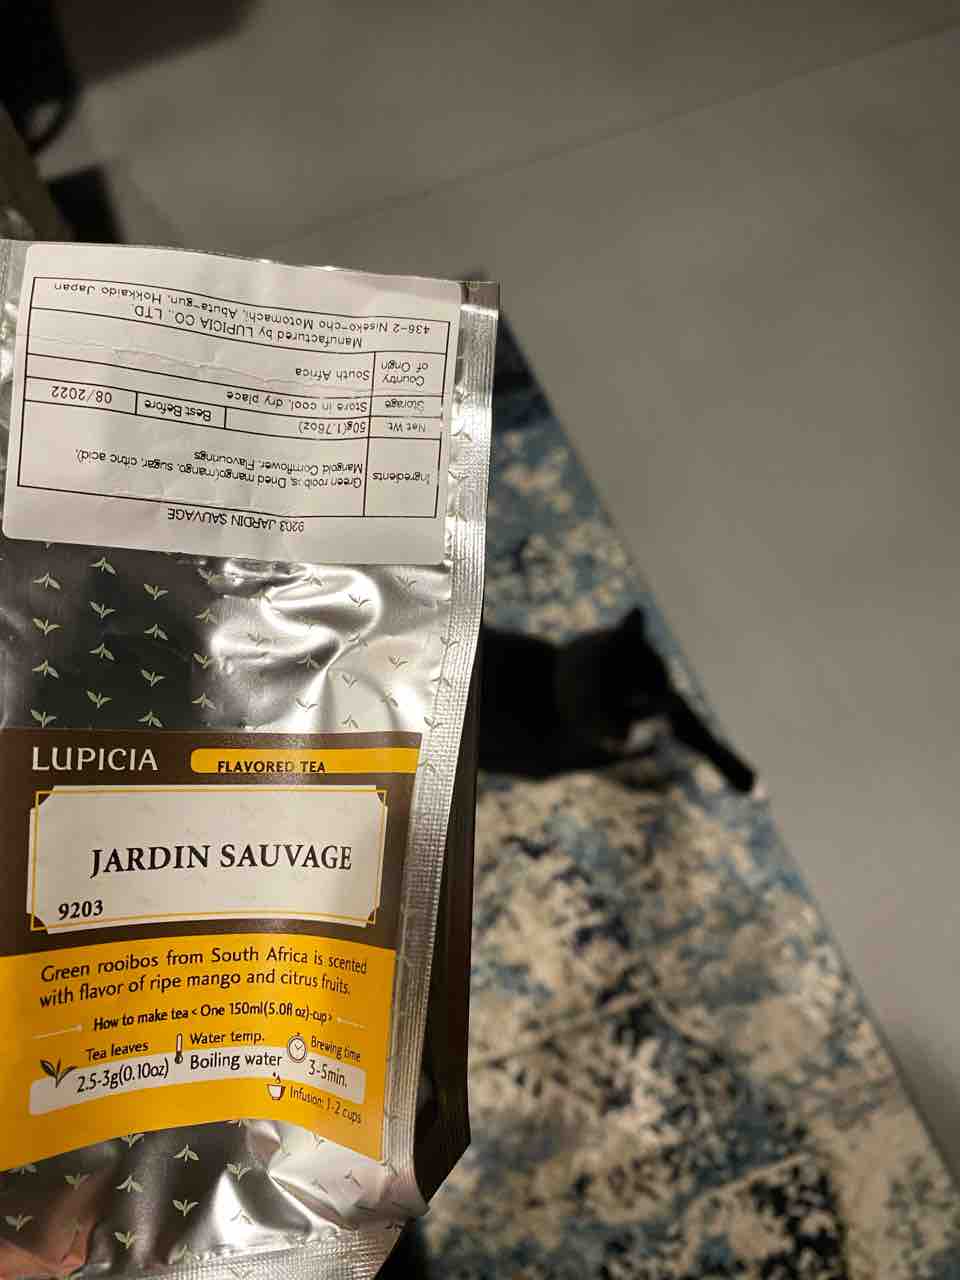 LUPICIA
FLAVORED TEA
JARDIN SAUVAGE
9203
Green rooibos from South Africa is scented
with flavor of ripe mango and citrus fruits.
How to make tea < One 150ml(5.0fl oz)-cup >
Tea leaves
2.5-3g(0.10oz)
Water temp.
Boiling water
Brewing time
3-5min.
Infusion: 1-2 cups
9203 JARDIN SAUVAGE
Ingredients
Green rooibos, Dried mango(mango, sugar, citric acid),
Marigold Cornflower, Flavourings
Net Wt.
50g(1.76oz)
Best Before
08/2022
Storage
Store in cool, dry place
Country
of Origin
South Africa
Manufactured by LUPICIA CO., LTD.
436-2 Niseko-cho Motomachi, Abuta-gun, Hokkaido Japan